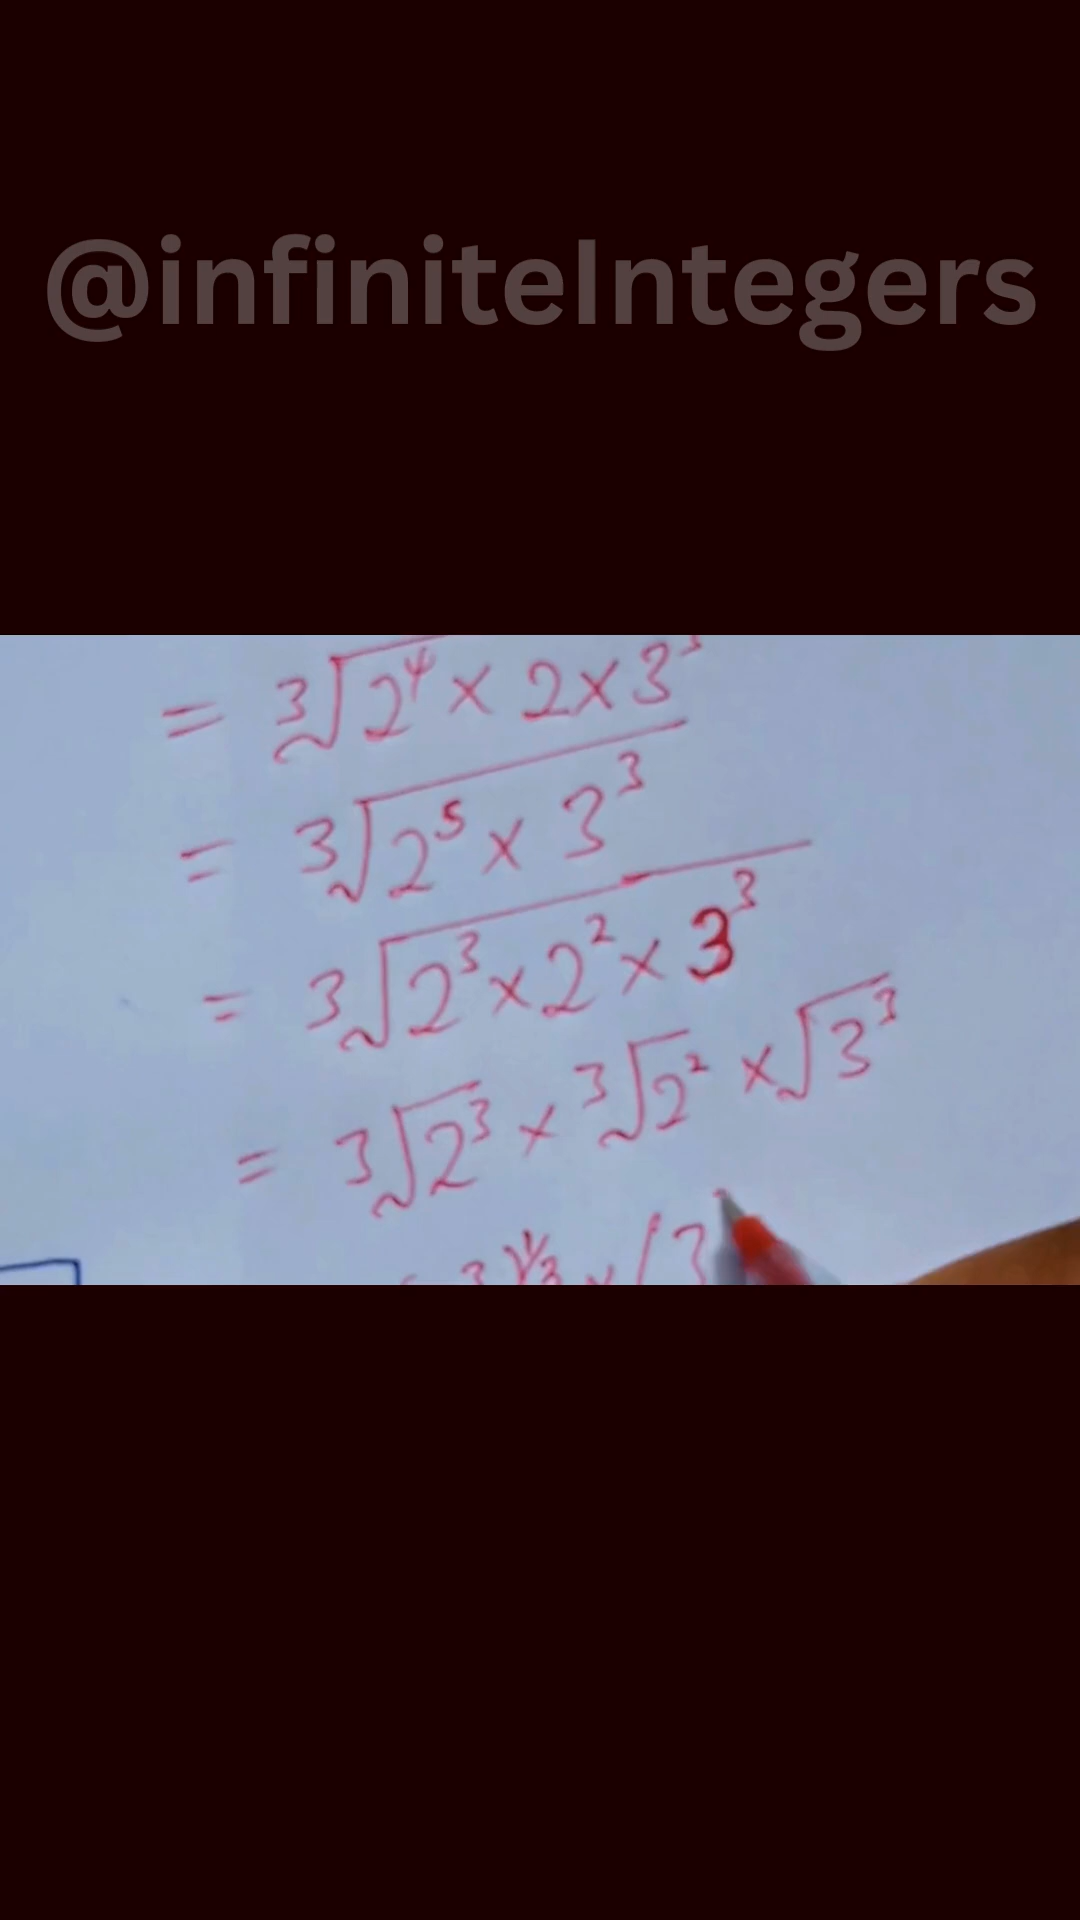 @infiniteIntegers
= ∛(2⁴ × 2 × 3³)
= ∛(2⁵ × 3³)
= ∛(2³ × 2² × 3³)
= ∛(2³) × ∛(2²) × √(3³)